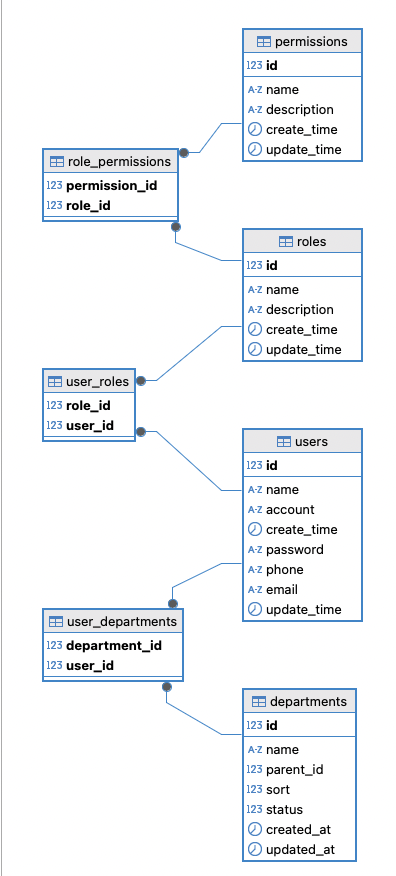 permissions
123 id
A-Z name
A-Z description
create_time
update_time
role_permissions
123 permission_id
123 role_id
roles
123 id
A-Z name
A-Z description
create_time
update_time
user_roles
123 role_id
123 user_id
users
123 id
A-Z name
A-Z account
create_time
A-Z password
A-Z phone
A-Z email
update_time
user_departments
123 department_id
123 user_id
departments
123 id
A-Z name
123 parent_id
123 sort
123 status
created_at
updated_at